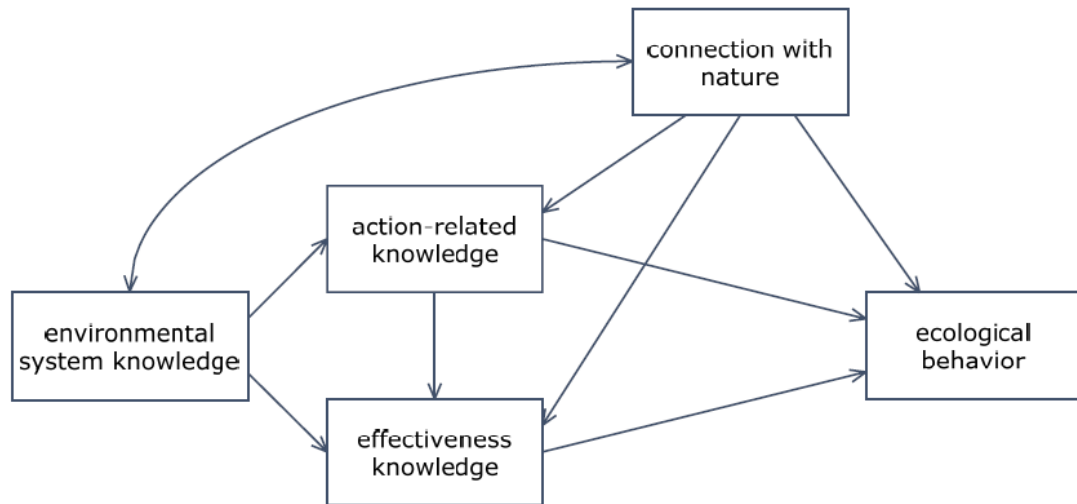 connection with
nature
action-related
knowledge
environmental
system knowledge
ecological
behavior
effectiveness
knowledge